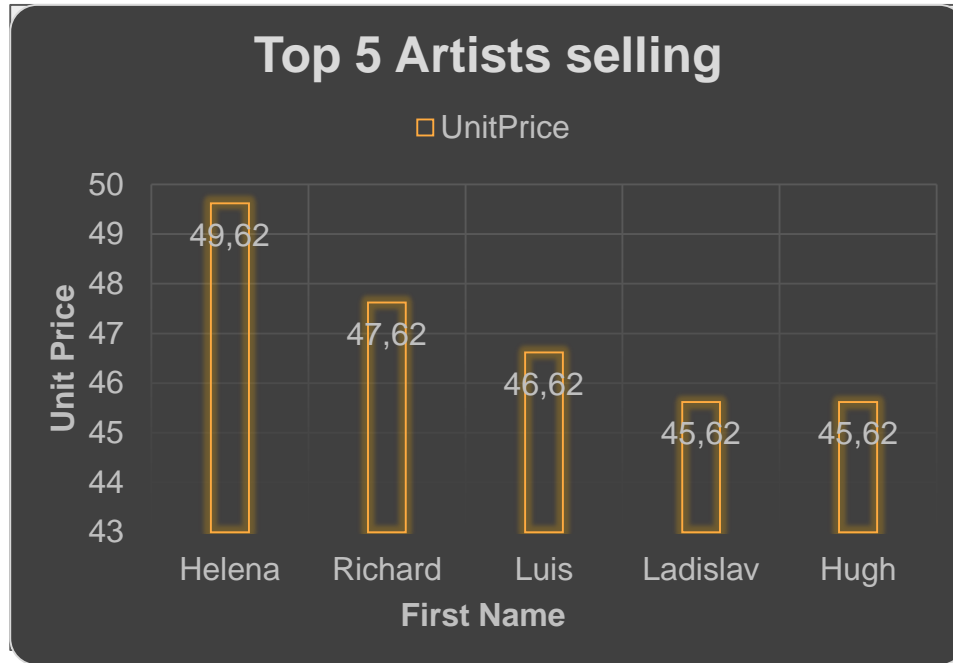 Top 5 Artists selling
UnitPrice
Unit Price
50
49
48
47
46
45
44
43
49,62
47,62
46,62
45,62
45,62
Helena Richard Luis Ladislav Hugh
First Name